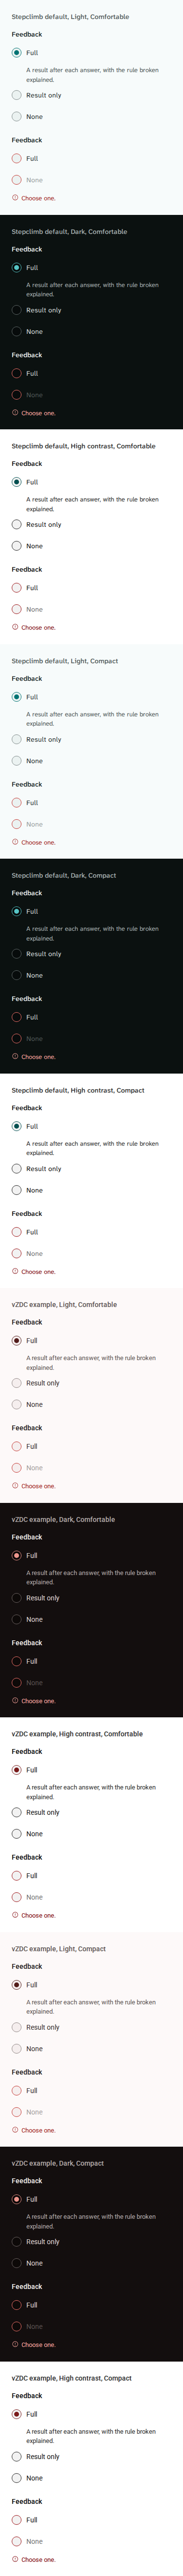 Stepclimb default, Light, Comfortable
Feedback
Full
A result after each answer, with the rule broken
explained.
Result only
None
Feedback
Full
None
Choose one.
Stepclimb default, Dark, Comfortable
Feedback
Full
A result after each answer, with the rule broken
explained.
Result only
None
Feedback
Full
None
Choose one.
Stepclimb default, High contrast, Comfortable
Feedback
Full
A result after each answer, with the rule broken
explained.
Result only
None
Feedback
Full
None
Choose one.
Stepclimb default, Light, Compact
Feedback
Full
A result after each answer, with the rule broken
explained.
Result only
None
Feedback
Full
None
Choose one.
Stepclimb default, Dark, Compact
Feedback
Full
A result after each answer, with the rule broken
explained.
Result only
None
Feedback
Full
None
Choose one.
Stepclimb default, High contrast, Compact
Feedback
Full
A result after each answer, with the rule broken
explained.
Result only
None
Feedback
Full
None
Choose one.
vZDC example, Light, Comfortable
Feedback
Full
A result after each answer, with the rule broken
explained.
Result only
None
Feedback
Full
None
Choose one.
vZDC example, Dark, Comfortable
Feedback
Full
A result after each answer, with the rule broken
explained.
Result only
None
Feedback
Full
None
Choose one.
vZDC example, High contrast, Comfortable
Feedback
Full
A result after each answer, with the rule broken
explained.
Result only
None
Feedback
Full
None
Choose one.
vZDC example, Light, Compact
Feedback
Full
A result after each answer, with the rule broken
explained.
Result only
None
Feedback
Full
None
Choose one.
vZDC example, Dark, Compact
Feedback
Full
A result after each answer, with the rule broken
explained.
Result only
None
Feedback
Full
None
Choose one.
vZDC example, High contrast, Compact
Feedback
Full
A result after each answer, with the rule broken
explained.
Result only
None
Feedback
Full
None
Choose one.